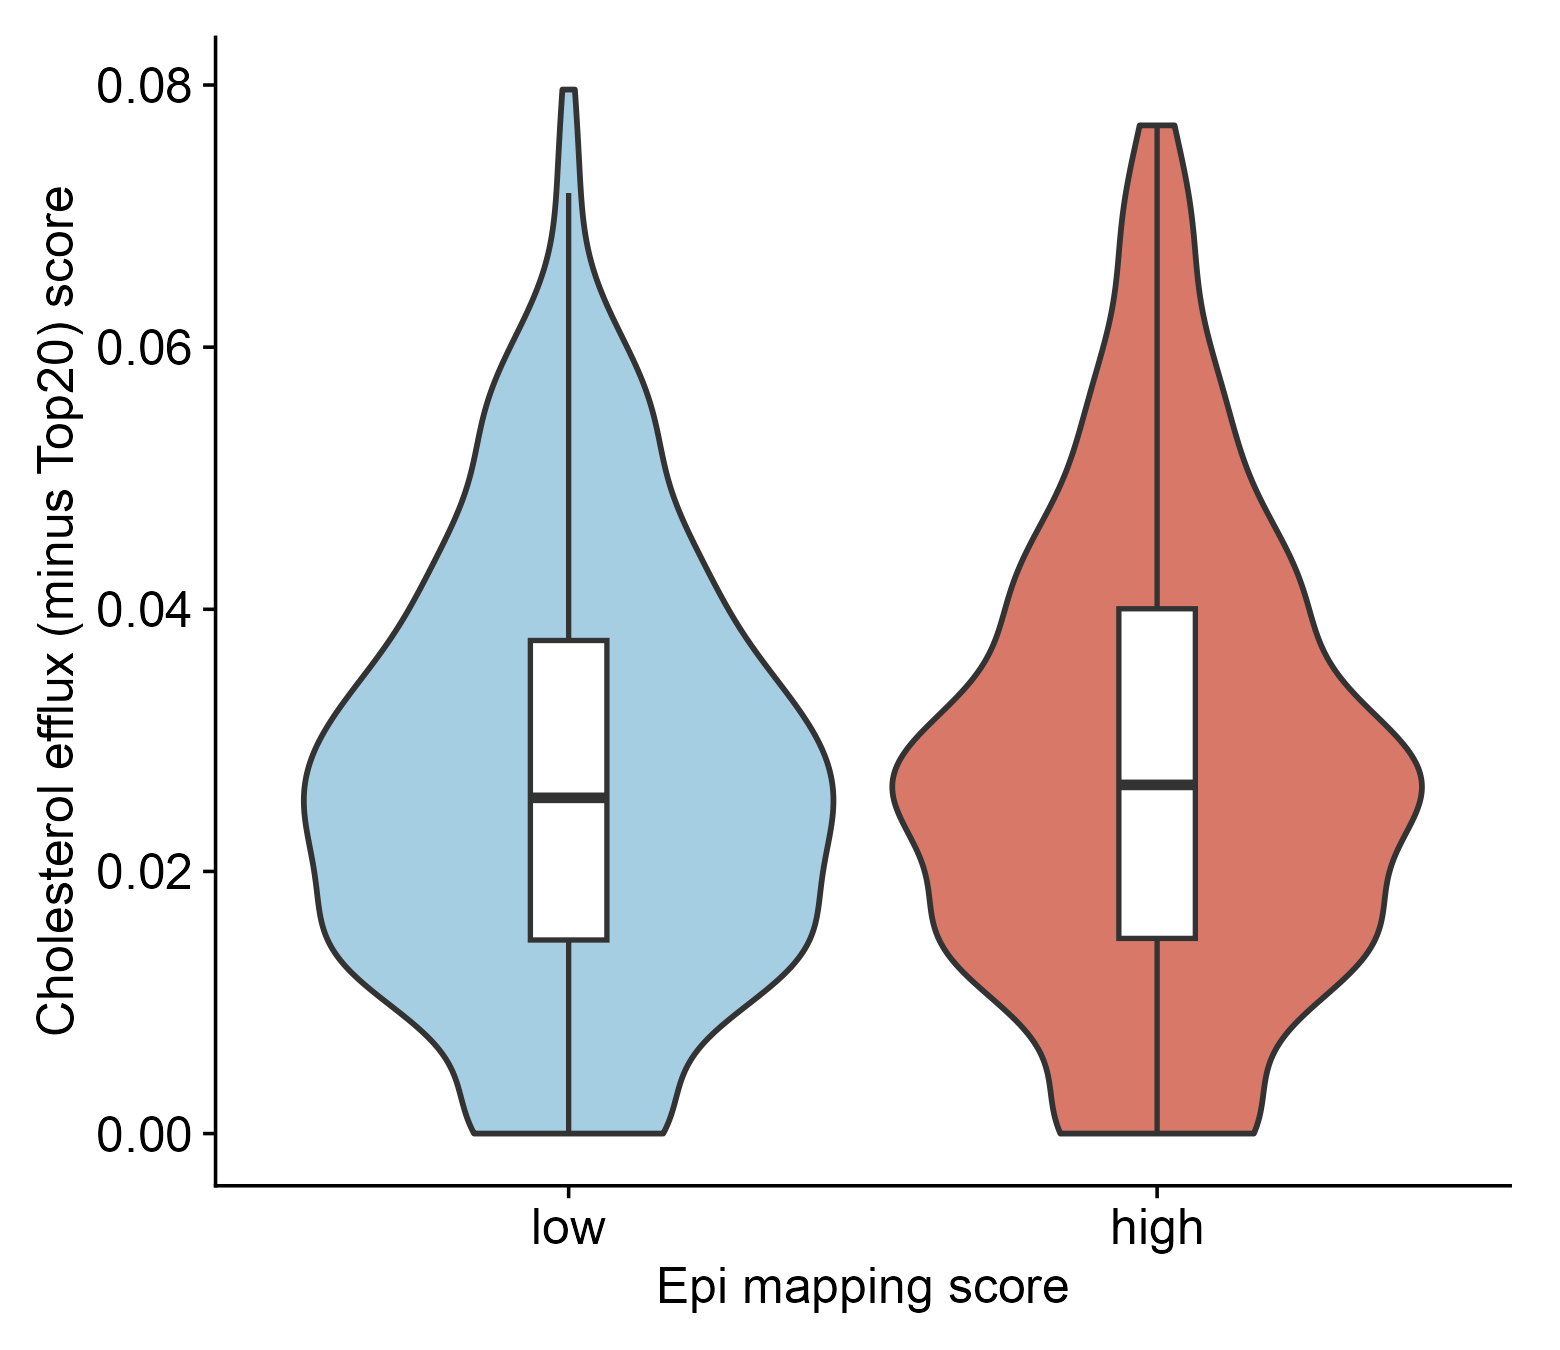 Cholesterol efflux (minus Top20) score
0.08
0.06
0.04
0.02
0.00
low
high
Epi mapping score